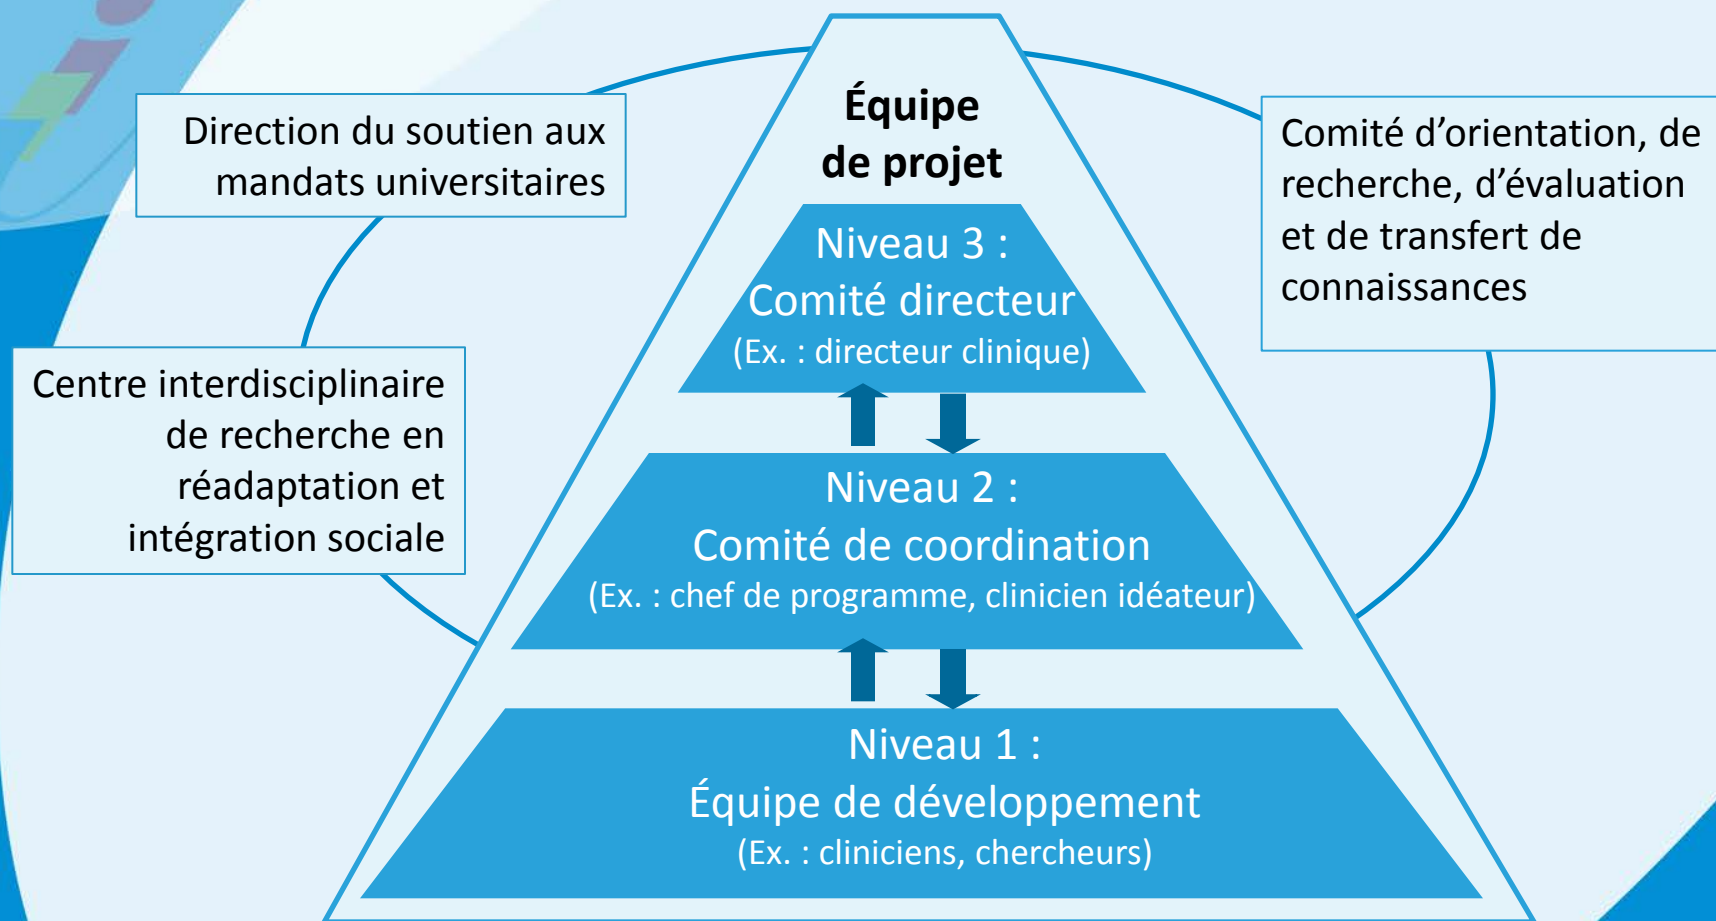 Équipe
de projet
Direction du soutien aux
mandats universitaires
Comité d’orientation, de
recherche, d’évaluation
et de transfert de
connaissances
Centre interdisciplinaire
de recherche en
réadaptation et
intégration sociale
Niveau 3 :
Comité directeur
(Ex. : directeur clinique)
Niveau 2 :
Comité de coordination
(Ex. : chef de programme, clinicien idéateur)
Niveau 1 :
Équipe de développement
(Ex. : cliniciens, chercheurs)